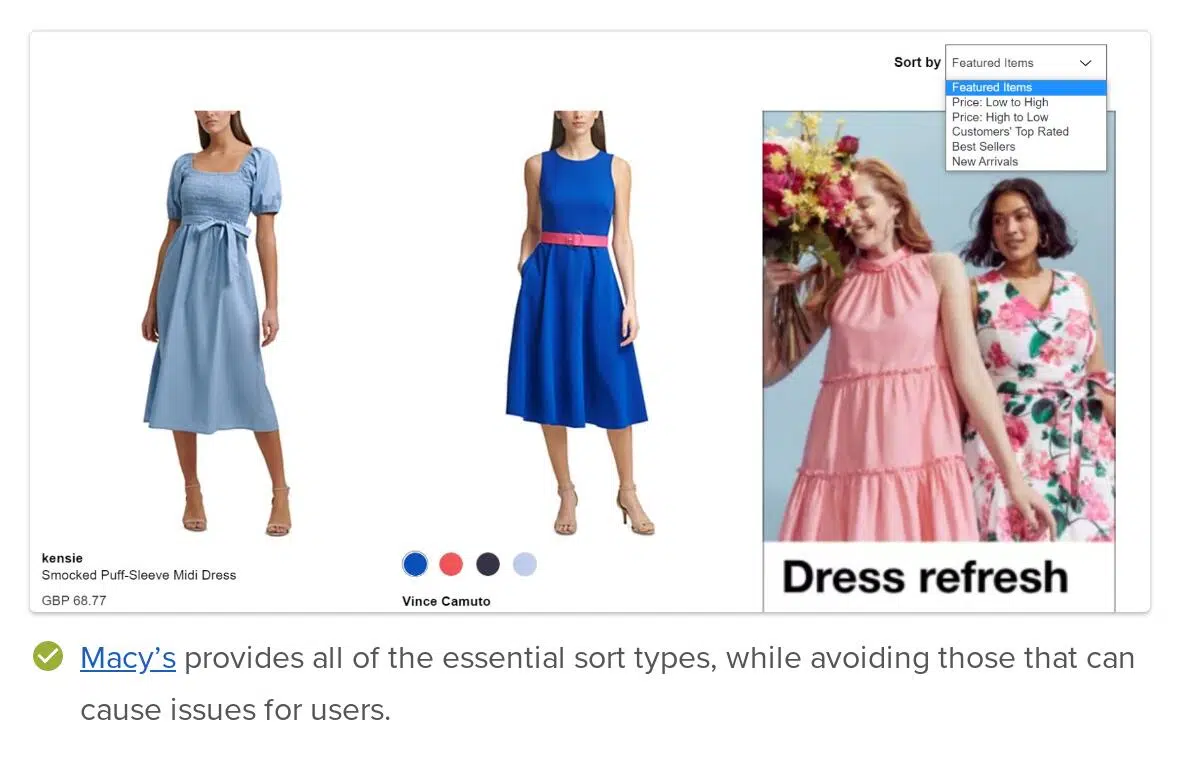 Sort by Featured Items
Featured Items
Price: Low to High
Price: High to Low
Customers' Top Rated
Best Sellers
New Arrivals
kensie
Smocked Puff-Sleeve Midi Dress
GBP 68.77
Vince Camuto
Dress refresh
Macy’s provides all of the essential sort types, while avoiding those that can
cause issues for users.